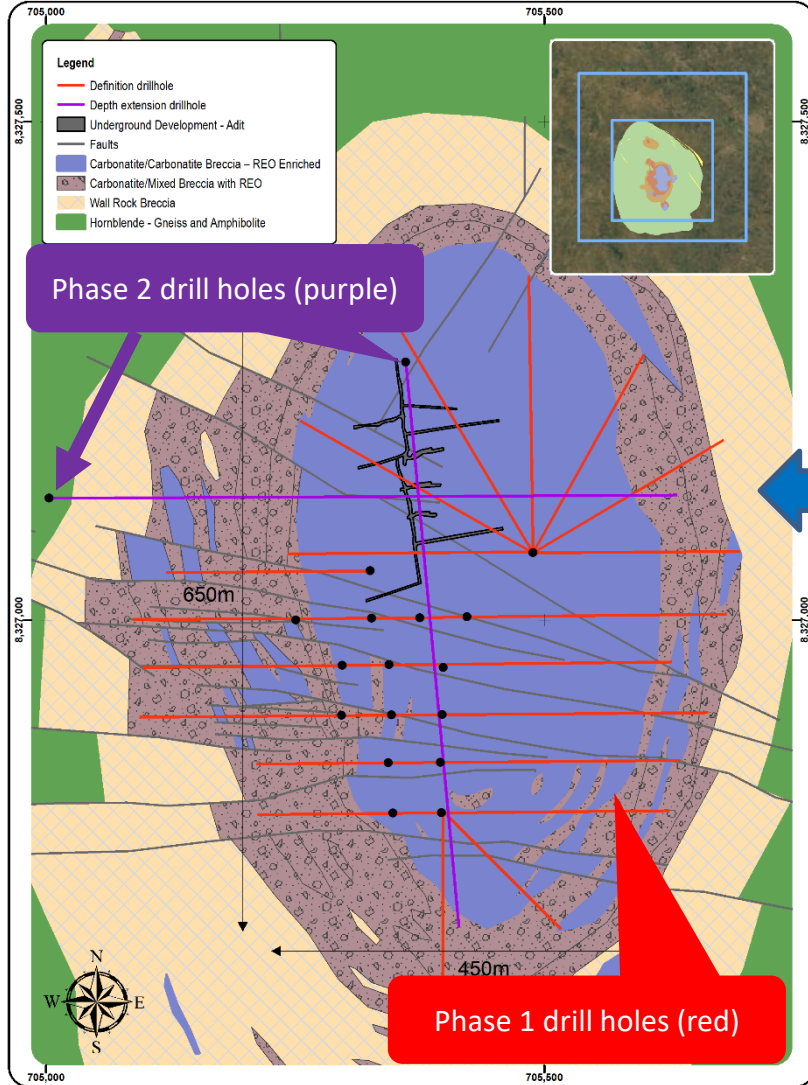 705,000
705,500
8,327,500
8,327,500
Legend
Definition drillhole
Depth extension drillhole
Underground Development - Adit
Faults
Carbonatite/Carbonatite Breccia – REO Enriched
Carbonatite/Mixed Breccia with REO
Wall Rock Breccia
Hornblende - Gneiss and Amphibolite
Phase 2 drill holes (purple)
650m
8,327,000
8,327,000
450m
N
W
E
S
Phase 1 drill holes (red)
705,000
705,500